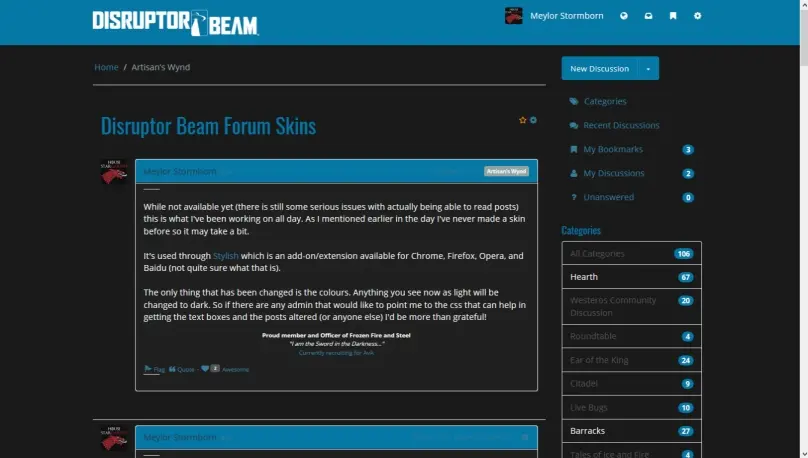 DISRUPTOR BEAM
Meylor Stormborn
Home / Artisan's Wynd
New Discussion
Disruptor Beam Forum Skins
Categories
Recent Discussions
My Bookmarks 3
My Discussions 2
Unanswered 0
Meylor Stormborn
Artisan's Wynd
While not available yet (there is still some serious issues with actually being able to read posts)
this is what I've been working on all day. As I mentioned earlier in the day I've never made a skin
before so it may take a bit.
It's used through Stylish which is an add-on/extension available for Chrome, Firefox, Opera, and
Baidu (not quite sure what that is).
The only thing that has been changed is the colours. Anything you see now as light will be
changed to dark. So if there are any admin that would like to point me to the css that can help in
getting the text boxes and the posts altered (or anyone else) I'd be more than grateful!
Proud member and Officer of Frozen Fire and Steel
"I am the Sword in the Darkness..."
Currently recruiting for
Flag Quote · 2 Awesome
Categories
All Categories 106
Hearth 67
Westeros Community 20
Discussion
Roundtable 4
Ear of the King 24
Citadel 9
Live Bugs 10
Barracks 27
Tales of Ice and Fire 4
Meylor Stormborn